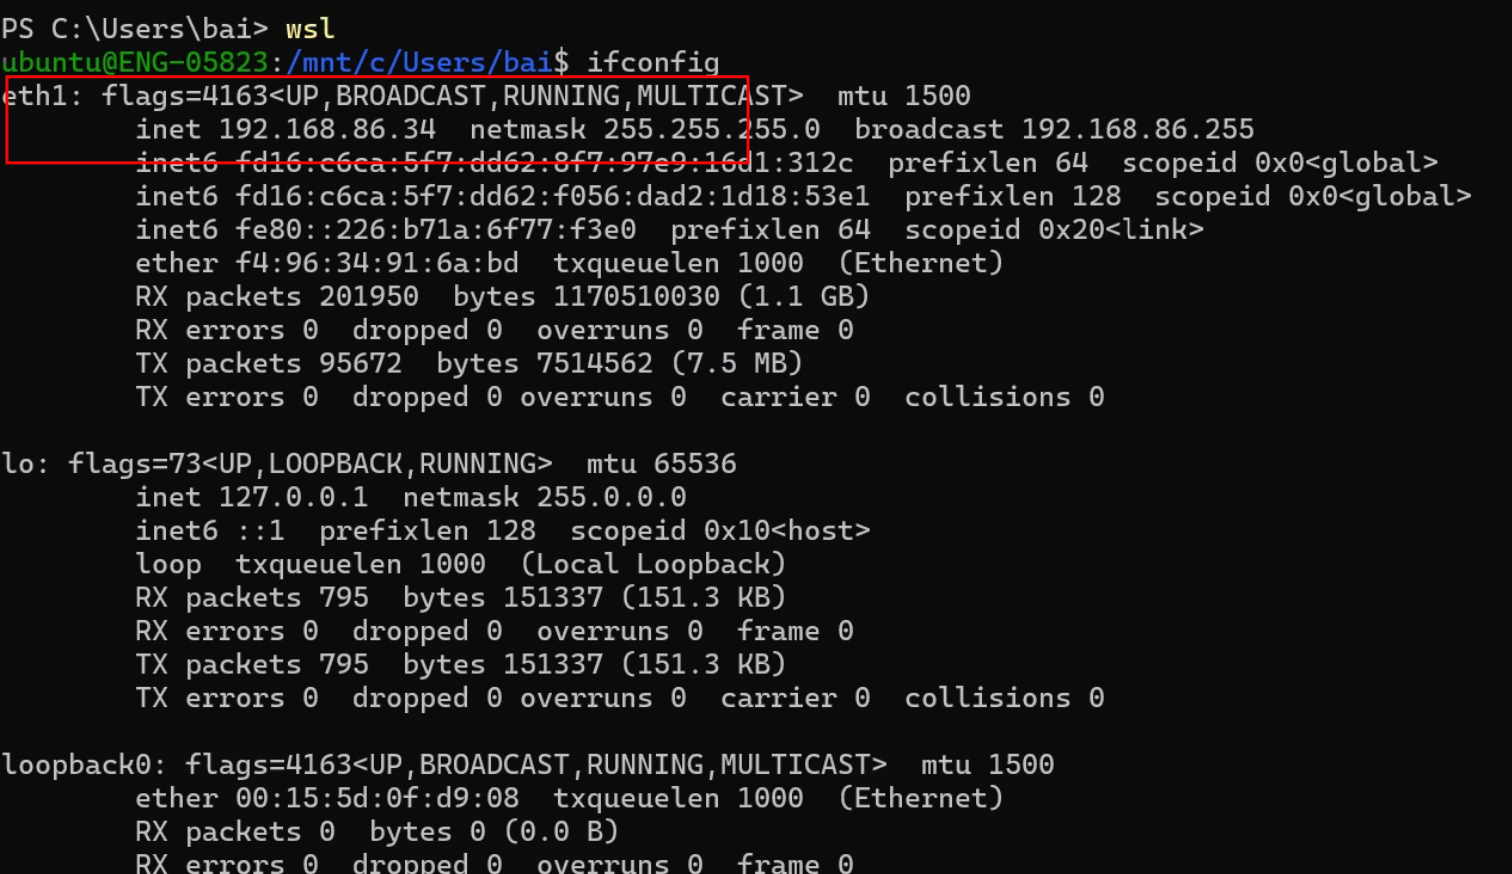 PS C:\Users\bai> wsl
ubuntu@ENG-05823:/mnt/c/Users/bai$ ifconfig
eth1: flags=4163<UP,BROADCAST,RUNNING,MULTICAST>  mtu 1500
        inet 192.168.86.34  netmask 255.255.255.0  broadcast 192.168.86.255
        inet6 fd16:c6ca:5f7:dd62:8f7:97e9:16d1:312c  prefixlen 64  scopeid 0x0<global>
        inet6 fd16:c6ca:5f7:dd62:f056:dad2:1d18:53e1  prefixlen 128  scopeid 0x0<global>
        inet6 fe80::226:b71a:6f77:f3e0  prefixlen 64  scopeid 0x20<link>
        ether f4:96:34:91:6a:bd  txqueuelen 1000  (Ethernet)
        RX packets 201950  bytes 1170510030 (1.1 GB)
        RX errors 0  dropped 0  overruns 0  frame 0
        TX packets 95672  bytes 7514562 (7.5 MB)
        TX errors 0  dropped 0 overruns 0  carrier 0  collisions 0

lo: flags=73<UP,LOOPBACK,RUNNING>  mtu 65536
        inet 127.0.0.1  netmask 255.0.0.0
        inet6 ::1  prefixlen 128  scopeid 0x10<host>
        loop  txqueuelen 1000  (Local Loopback)
        RX packets 795  bytes 151337 (151.3 KB)
        RX errors 0  dropped 0  overruns 0  frame 0
        TX packets 795  bytes 151337 (151.3 KB)
        TX errors 0  dropped 0 overruns 0  carrier 0  collisions 0

loopback0: flags=4163<UP,BROADCAST,RUNNING,MULTICAST>  mtu 1500
        ether 00:15:5d:0f:d9:08  txqueuelen 1000  (Ethernet)
        RX packets 0  bytes 0 (0.0 B)
        RX errors 0  dropped 0  overruns 0  frame 0